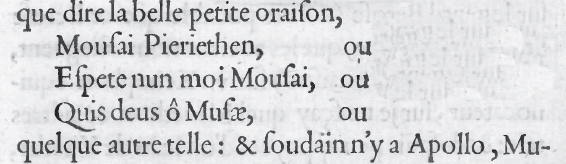 que dire la belle petite oraiſon,
Mouſai Pieriethen, ou
Eſpete nun moi Mouſai, ou
Quis deus ô Muſæ, ou
quelque autre telle : & ſoudain n'y a Apollo, Mu-